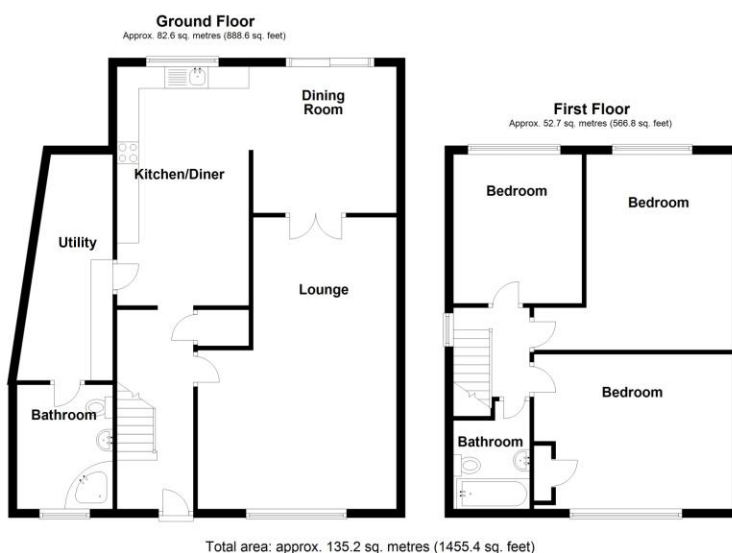 Ground Floor
Approx. 82.6 sq. metres (888.6 sq. feet)
Dining
Room
Kitchen/Diner
Utility
Lounge
Bathroom
First Floor
Approx. 52.7 sq. metres (566.8 sq. feet)
Bedroom
Bedroom
Bedroom
Bathroom
Total area: approx. 135.2 sq. metres (1455.4 sq. feet)